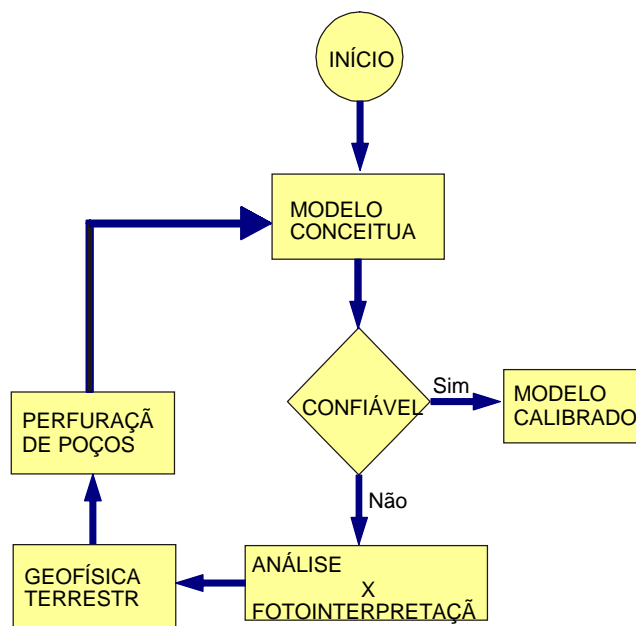 INÍCIO
MODELO
CONCEITUA
CONFIÁVEL
Sim
MODELO
CALIBRADO
Não
ANÁLISE
X
FOTOINTERPRETAÇÃ
GEOFÍSICA
TERRESTR
PERFURAÇÃ
DE POÇOS